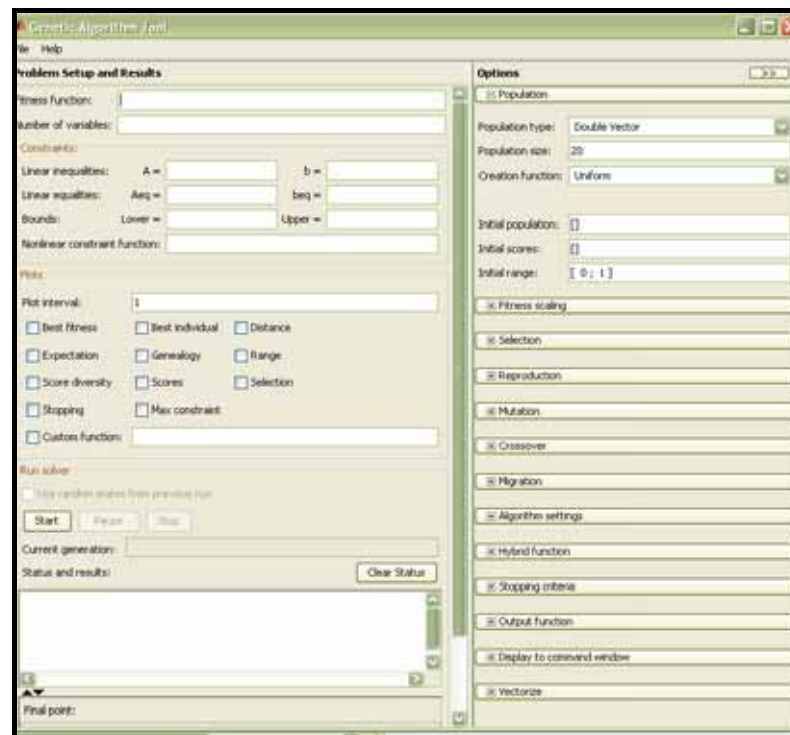 Genetic Algorithm Tool
ile Help
Problem Setup and Results
Fitness function:
Number of variables:
Constraints:
Linear inequalities: A = b =
Linear equalities: Aeq = beq =
Bounds: Lower = Upper =
Nonlinear constraint function:
Plots
Plot interval: 1
Best fitness Best individual Distance
Expectation Genealogy Range
Score diversity Scores Selection
Stopping Max constraint
Custom function:
Run solver
Use random states from previous run
Start Pause Stop
Current generation:
Status and results: Clear Status
Final point:
Options >>
Population
Population type: Double Vector
Population size: 20
Creation function: Uniform
Initial population: []
Initial scores: []
Initial range: [ 0 ; 1 ]
Fitness scaling
Selection
Reproduction
Mutation
Crossover
Migration
Algorithm settings
Hybrid function
Stopping criteria
Output function
Display to command window
Vectorize